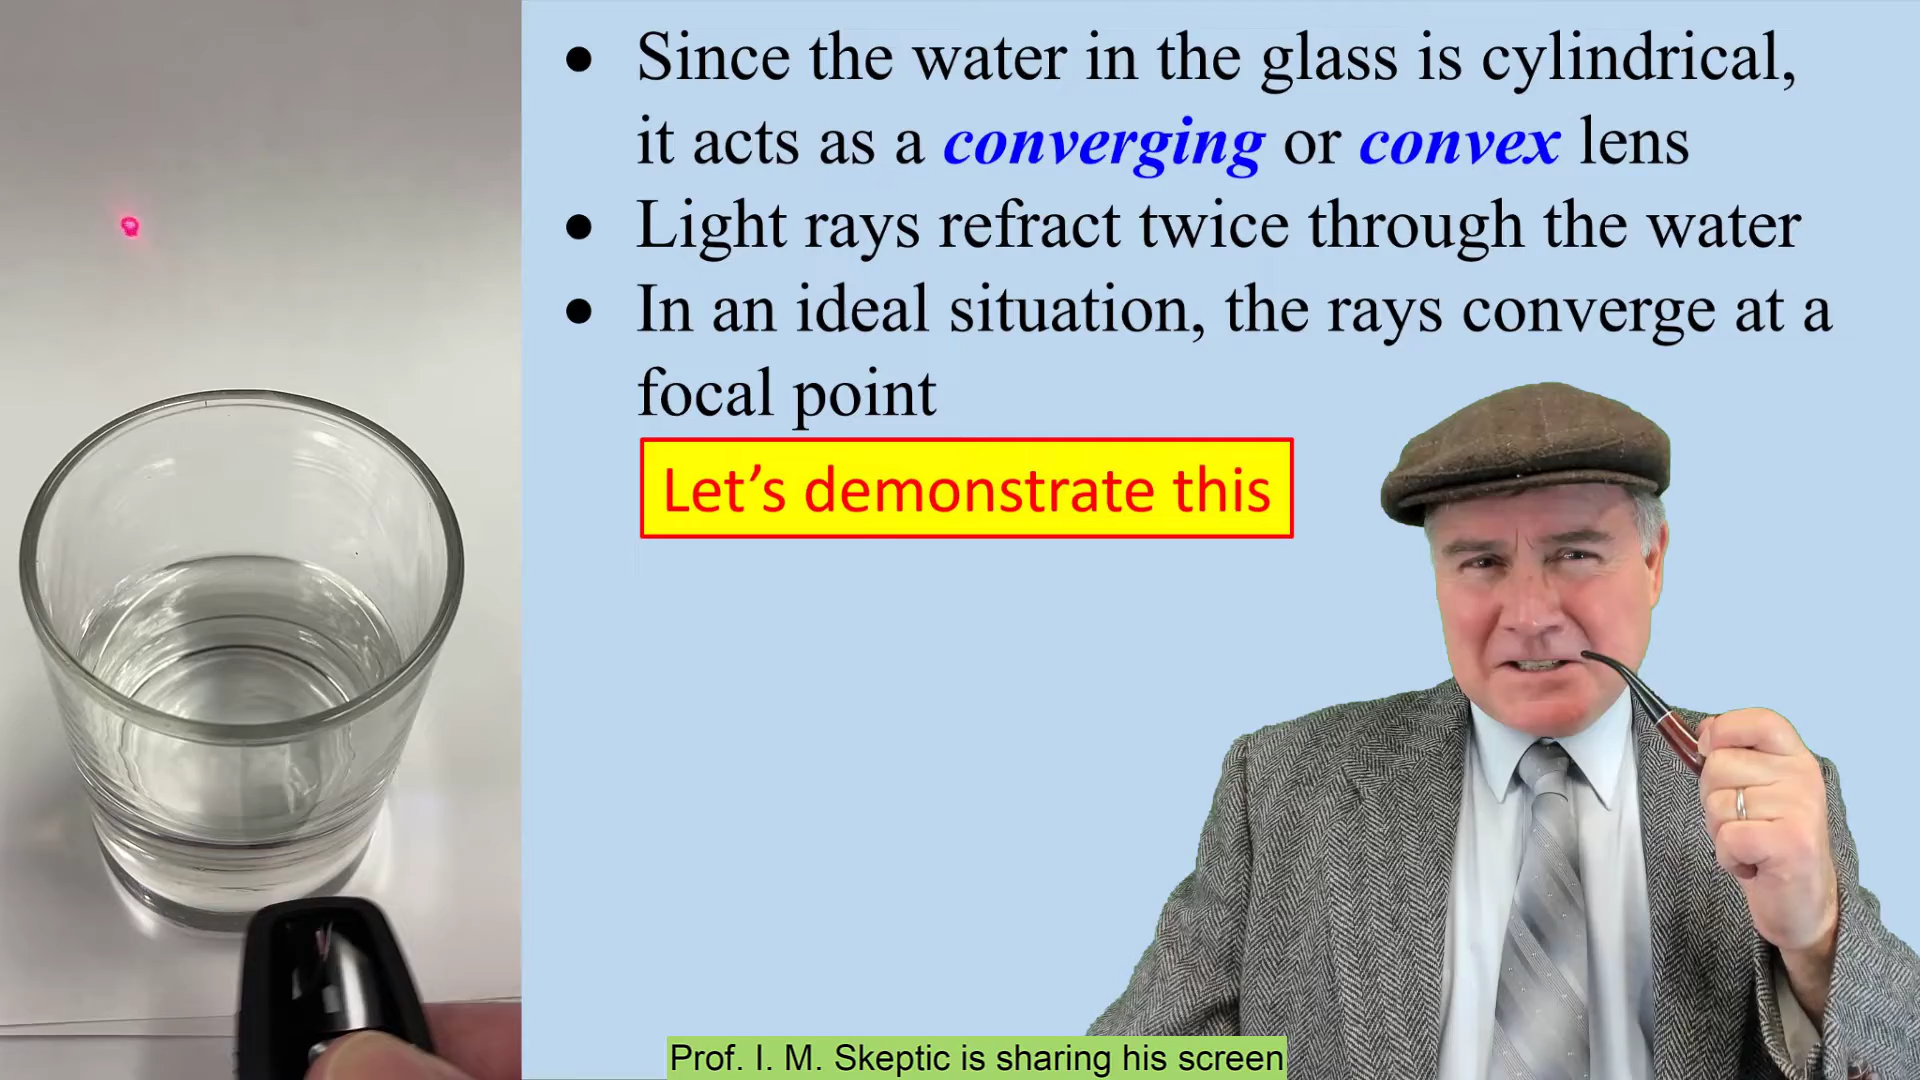 • Since the water in the glass is cylindrical,
it acts as a converging or convex lens
• Light rays refract twice through the water
• In an ideal situation, the rays converge at a
focal point
Let’s demonstrate this
Prof. I. M. Skeptic is sharing his screen